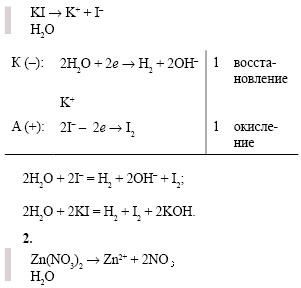 KI → K⁺ + I⁻
H₂O
К (–): 2H₂O + 2e → H₂ + 2OH⁻ 1 восста-
новление
K⁺
А (+): 2I⁻ – 2e → I₂ 1 окисле-
ние
2H₂O + 2I⁻ = H₂ + 2OH⁻ + I₂;
2H₂O + 2KI = H₂ + I₂ + 2KOH.
2.
Zn(NO₃)₂ → Zn²⁺ + 2NO₃;
H₂O